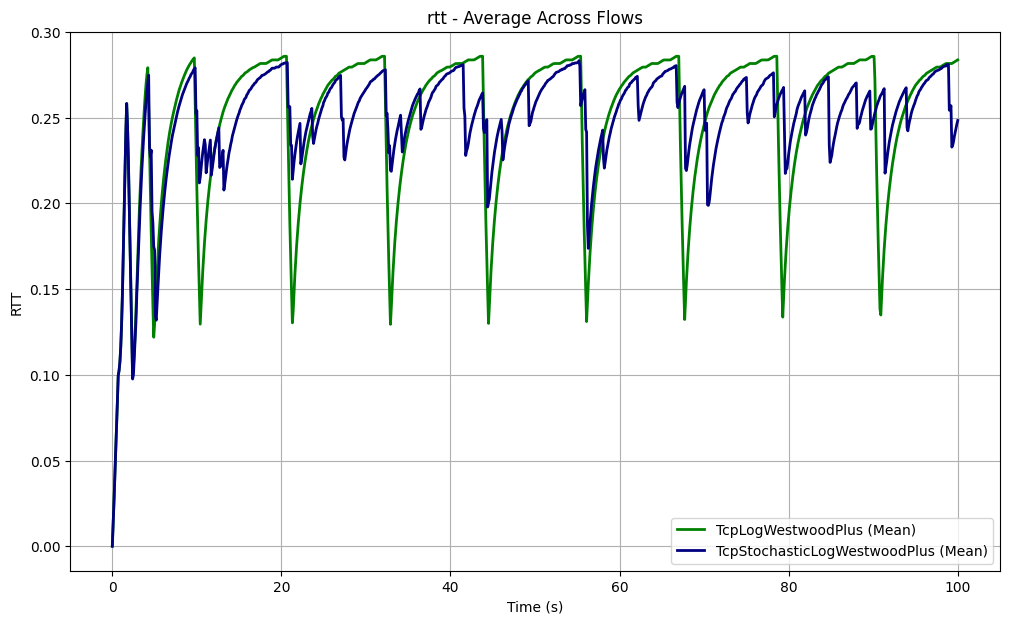 rtt - Average Across Flows
RTT
0.30
0.25
0.20
0.15
0.10
0.05
0.00
0 20 40 60 80 100
Time (s)
TcpLogWestwoodPlus (Mean)
TcpStochasticLogWestwoodPlus (Mean)